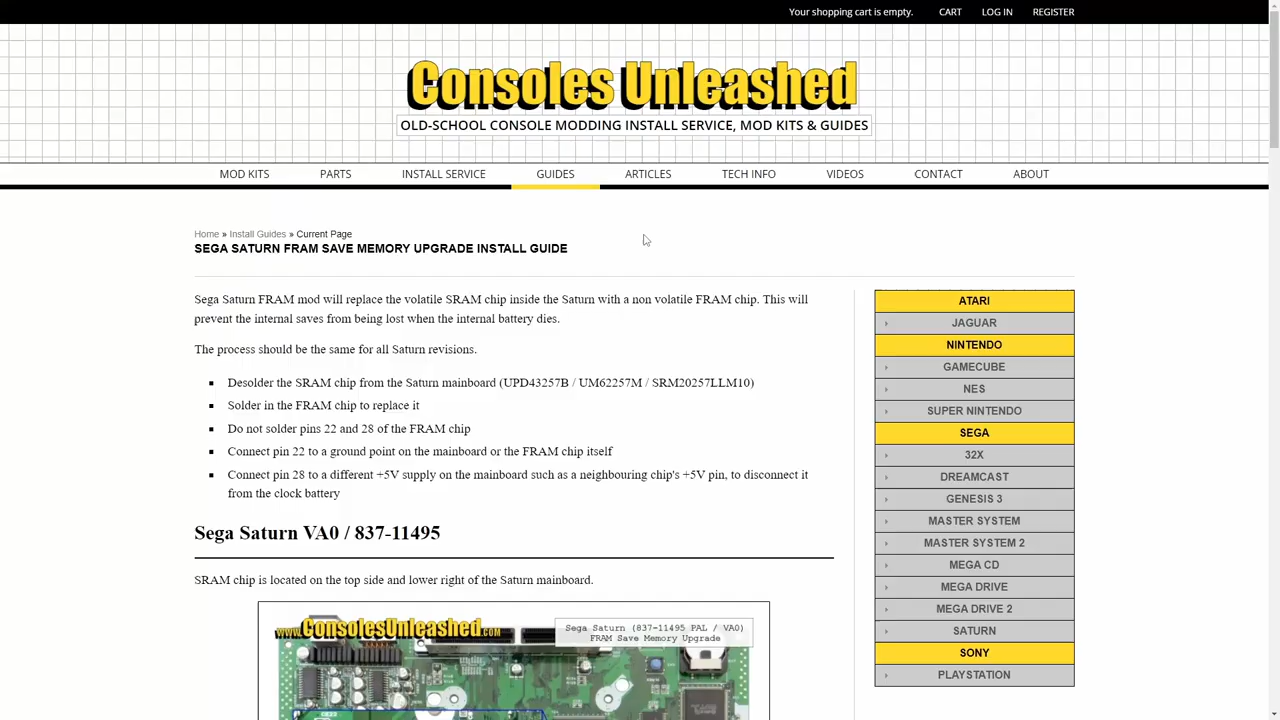 Your shopping cart is empty. CART LOG IN REGISTER
Consoles Unleashed
OLD-SCHOOL CONSOLE MODDING INSTALL SERVICE, MOD KITS & GUIDES
MOD KITS PARTS INSTALL SERVICE GUIDES ARTICLES TECH INFO VIDEOS CONTACT ABOUT
Home » Install Guides » Current Page
SEGA SATURN FRAM SAVE MEMORY UPGRADE INSTALL GUIDE
Sega Saturn FRAM mod will replace the volatile SRAM chip inside the Saturn with a non volatile FRAM chip. This will
prevent the internal saves from being lost when the internal battery dies.
The process should be the same for all Saturn revisions.
Desolder the SRAM chip from the Saturn mainboard (UPD43257B / UM62257M / SRM20257LLM10)
Solder in the FRAM chip to replace it
Do not solder pins 22 and 28 of the FRAM chip
Connect pin 22 to a ground point on the mainboard or the FRAM chip itself
Connect pin 28 to a different +5V supply on the mainboard such as a neighbouring chip's +5V pin, to disconnect it
from the clock battery
Sega Saturn VA0 / 837-11495
SRAM chip is located on the top side and lower right of the Saturn mainboard.
www.ConsolesUnleashed.com
Sega Saturn (837-11495 PAL / VA0)
FRAM Save Memory Upgrade
ATARI
JAGUAR
NINTENDO
GAMECUBE
NES
SUPER NINTENDO
SEGA
32X
DREAMCAST
GENESIS 3
MASTER SYSTEM
MASTER SYSTEM 2
MEGA CD
MEGA DRIVE
MEGA DRIVE 2
SATURN
SONY
PLAYSTATION